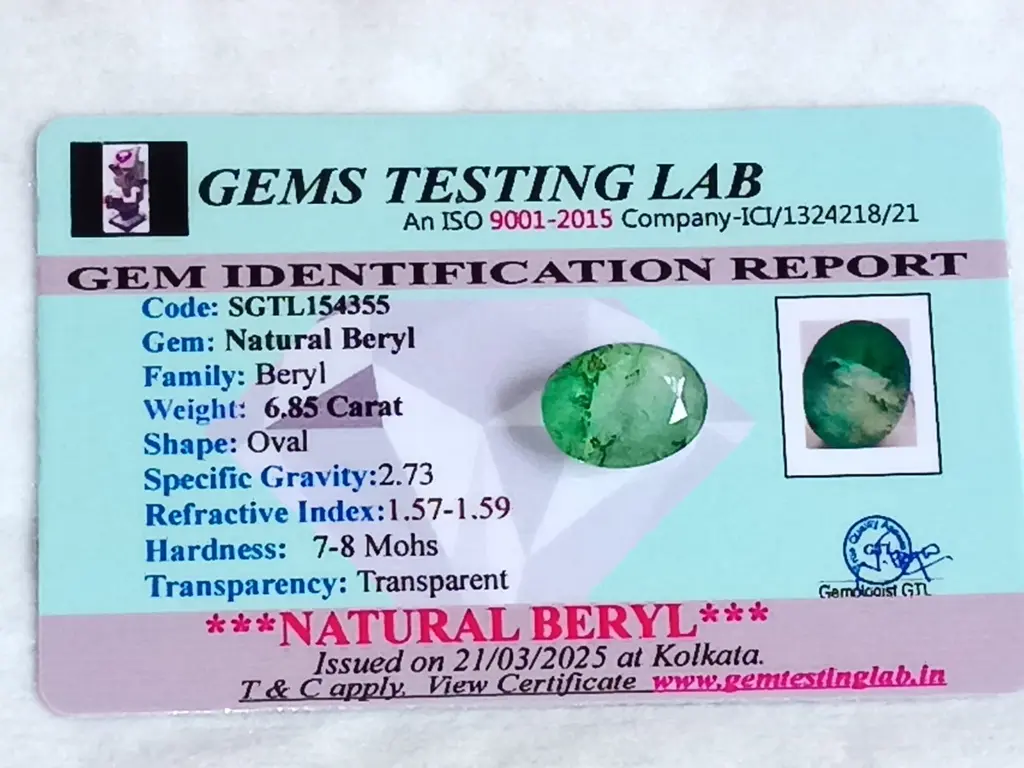 GEMS TESTING LAB
An ISO 9001-2015 Company-ICI/1324218/21
GEM IDENTIFICATION REPORT
Code: SGTL154355
Gem: Natural Beryl
Family: Beryl
Weight: 6.85 Carat
Shape: Oval
Specific Gravity:2.73
Refractive Index:1.57-1.59
Hardness: 7-8 Mohs
Transparency: Transparent
GTL
Gemologist GTL
***NATURAL BERYL***
Issued on 21/03/2025 at Kolkata.
T & C apply. View Certificate www.gemtestinglab.in